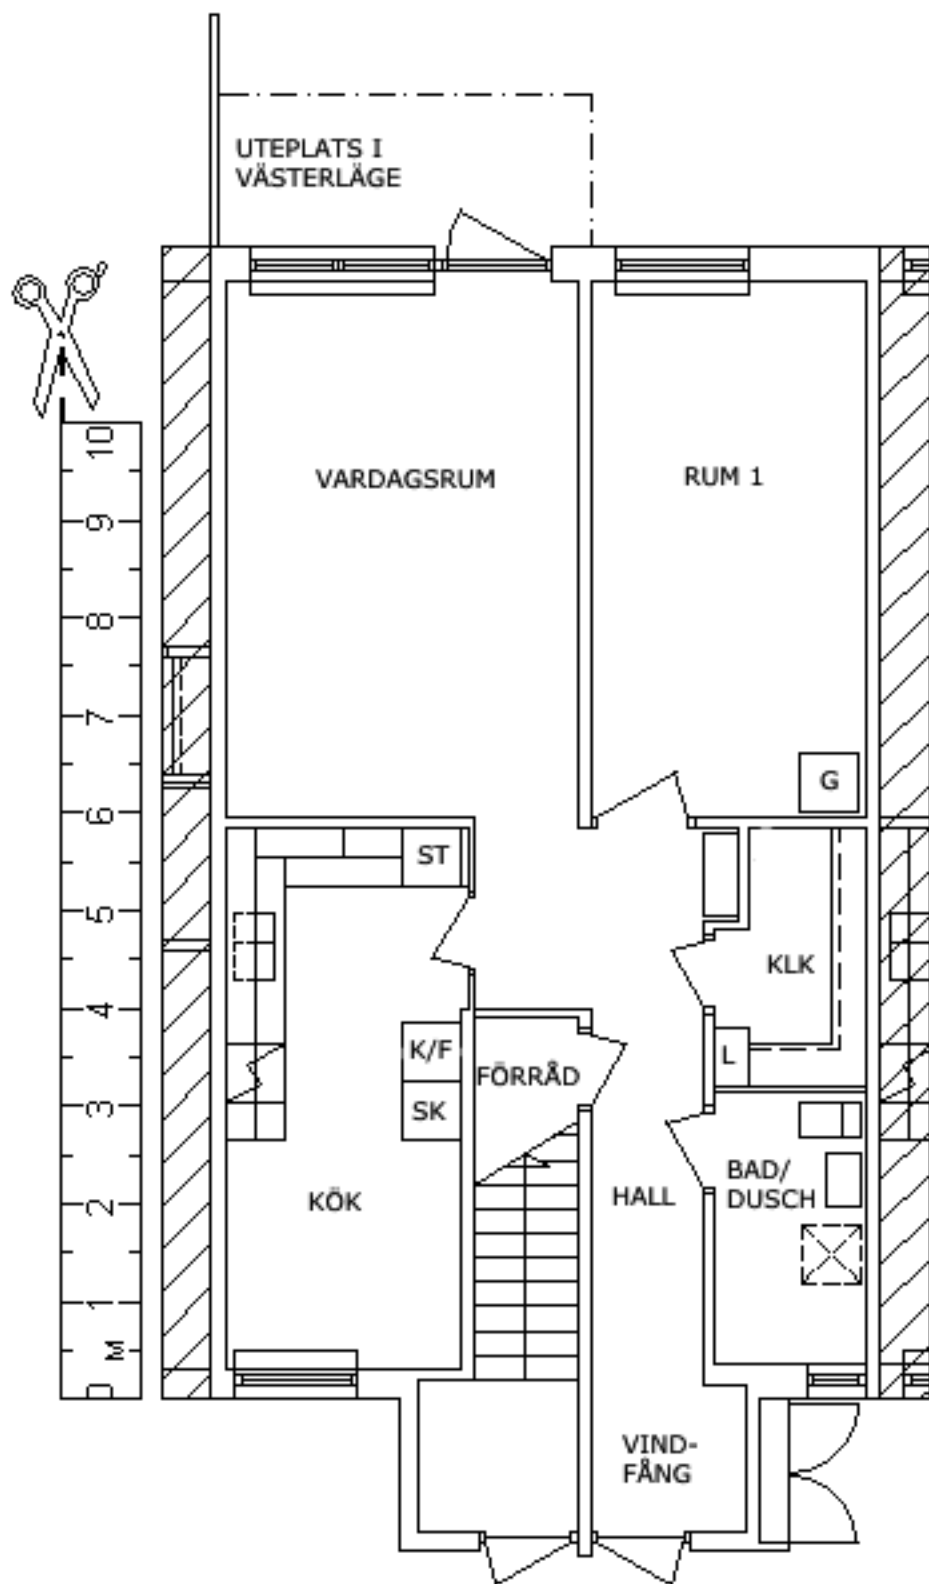 UTEPLATS I
VÄSTERLÄGE
VARDAGSRUM
RUM 1
G
ST
KLK
K/F
L
FÖRRÅD
SK
BAD/
DUSCH
KÖK
HALL
VIND-
FÅNG
10
9
8
7
6
5
4
3
2
1
M
0